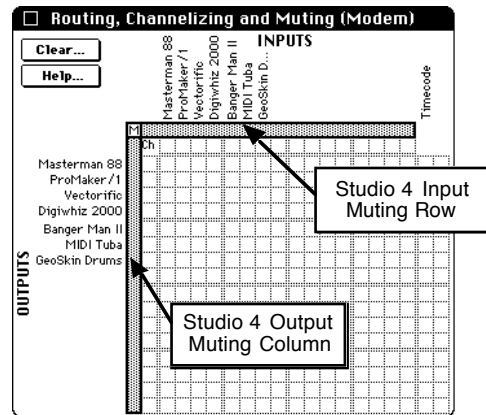 Routing, Channelizing and Muting (Modem)
Clear...
Help...
INPUTS
Masterman 88
ProMaker/1
Vectorific
Digiwhiz 2000
Banger Man II
MIDI Tuba
GeoSkin D...
Timecode
M
Ch
Masterman 88
ProMaker/1
Vectorific
Digiwhiz 2000
Banger Man II
MIDI Tuba
GeoSkin Drums
OUTPUTS
Studio 4 Input
Muting Row
Studio 4 Output
Muting Column